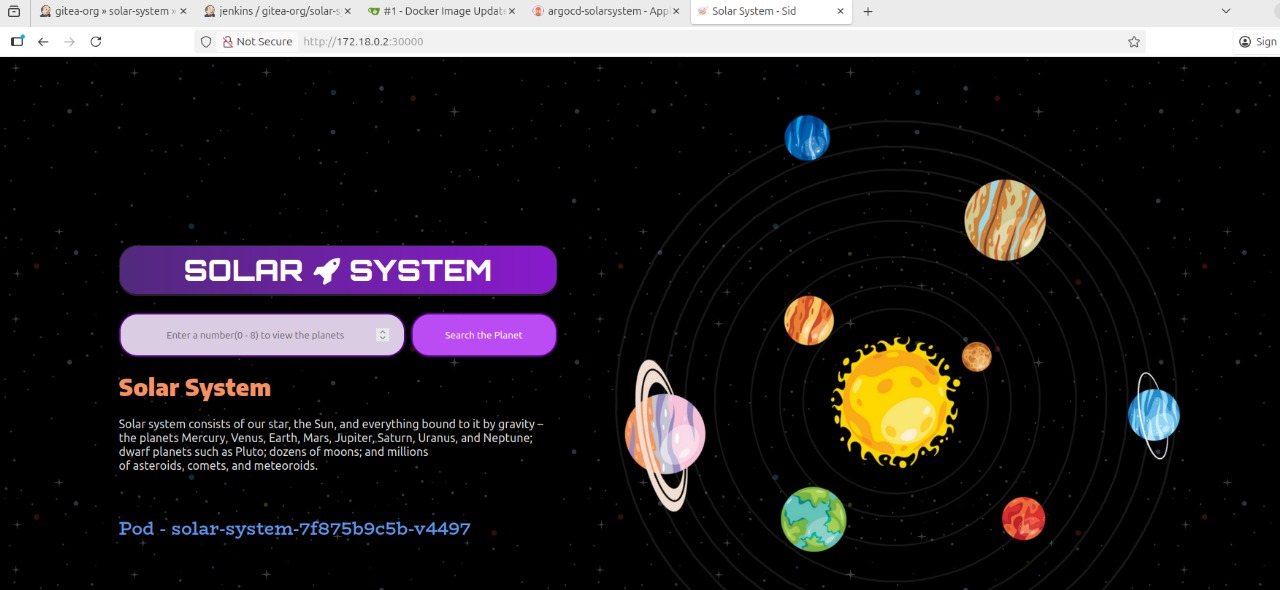 gitea-org » solar-system »
jenkins / gitea-org/solar-s
#1 - Docker Image Updat
argocd-solarsystem - App
Solar System - Sid
Not Secure
http://172.18.0.2:30000
Sign
SOLAR SYSTEM
Enter a number(0 - 8) to view the planets
Search the Planet
Solar System
Solar system consists of our star, the Sun, and everything bound to it by gravity –
the planets Mercury, Venus, Earth, Mars, Jupiter, Saturn, Uranus, and Neptune;
dwarf planets such as Pluto; dozens of moons; and millions
of asteroids, comets, and meteoroids.
Pod - solar-system-7f875b9c5b-v4497